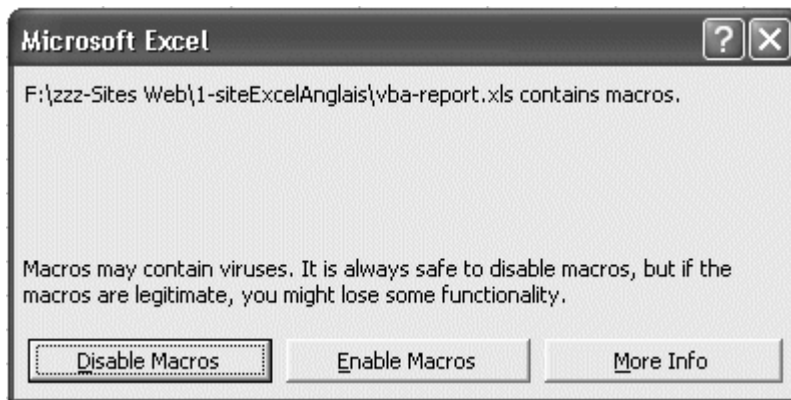 Microsoft Excel
F:\zzz-Sites Web\1-siteExcelAnglais\vba-report.xls contains macros.
Macros may contain viruses. It is always safe to disable macros, but if the
macros are legitimate, you might lose some functionality.
Disable Macros
Enable Macros
More Info